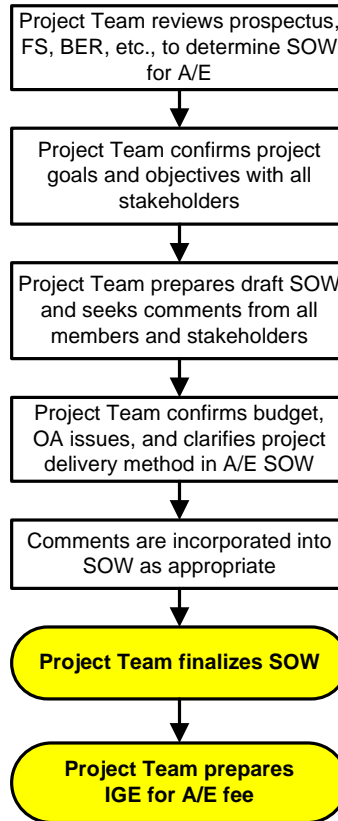 Project Team reviews prospectus,
FS, BER, etc., to determine SOW
for A/E
Project Team confirms project
goals and objectives with all
stakeholders
Project Team prepares draft SOW
and seeks comments from all
members and stakeholders
Project Team confirms budget,
OA issues, and clarifies project
delivery method in A/E SOW
Comments are incorporated into
SOW as appropriate
Project Team finalizes SOW
Project Team prepares
IGE for A/E fee